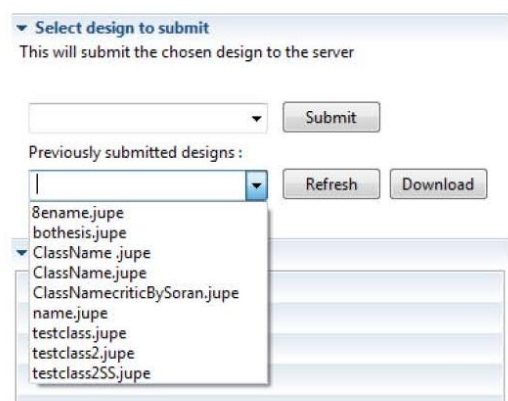 Select design to submit
This will submit the chosen design to the server
Submit
Previously submitted designs :
Refresh Download
8ename.jupe
bothesis.jupe
ClassName .jupe
ClassName.jupe
ClassNamecriticBySoran.jupe
name.jupe
testclass.jupe
testclass2.jupe
testclass2SS.jupe